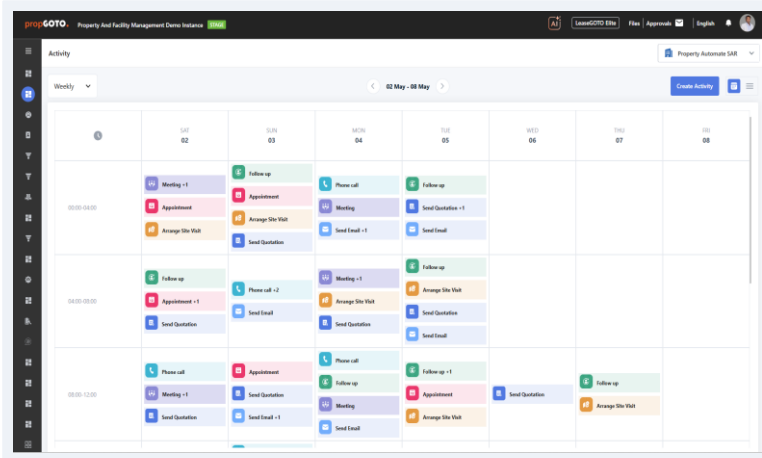 propGOTO. Property And Facility Management Demo Instance STAGE AI LeaseGOTO Elite Files Approvals English
Activity Property Automate SAR
Weekly 02 May - 08 May Create Activity
SAT SUN MON TUE WED THU FRI
02 03 04 05 06 07 08
00:00-04:00
Meeting +1
Appointment
Arrange Site Visit
Follow up
Appointment
Arrange Site Visit
Send Quotation
Phone call
Meeting
Send Email +1
Follow up
Send Quotation +1
Send Email
04:00-08:00
Follow up
Appointment +1
Send Quotation
Phone call +2
Send Email
Meeting +1
Arrange Site Visit
Send Quotation
Follow up
Arrange Site Visit
Send Quotation
Send Email
08:00-12:00
Phone call
Meeting +1
Send Quotation
Appointment
Send Quotation
Send Email +1
Phone call
Follow up
Meeting
Send Email
Follow up +1
Appointment
Arrange Site Visit
Send Quotation
Follow up
Arrange Site Visit